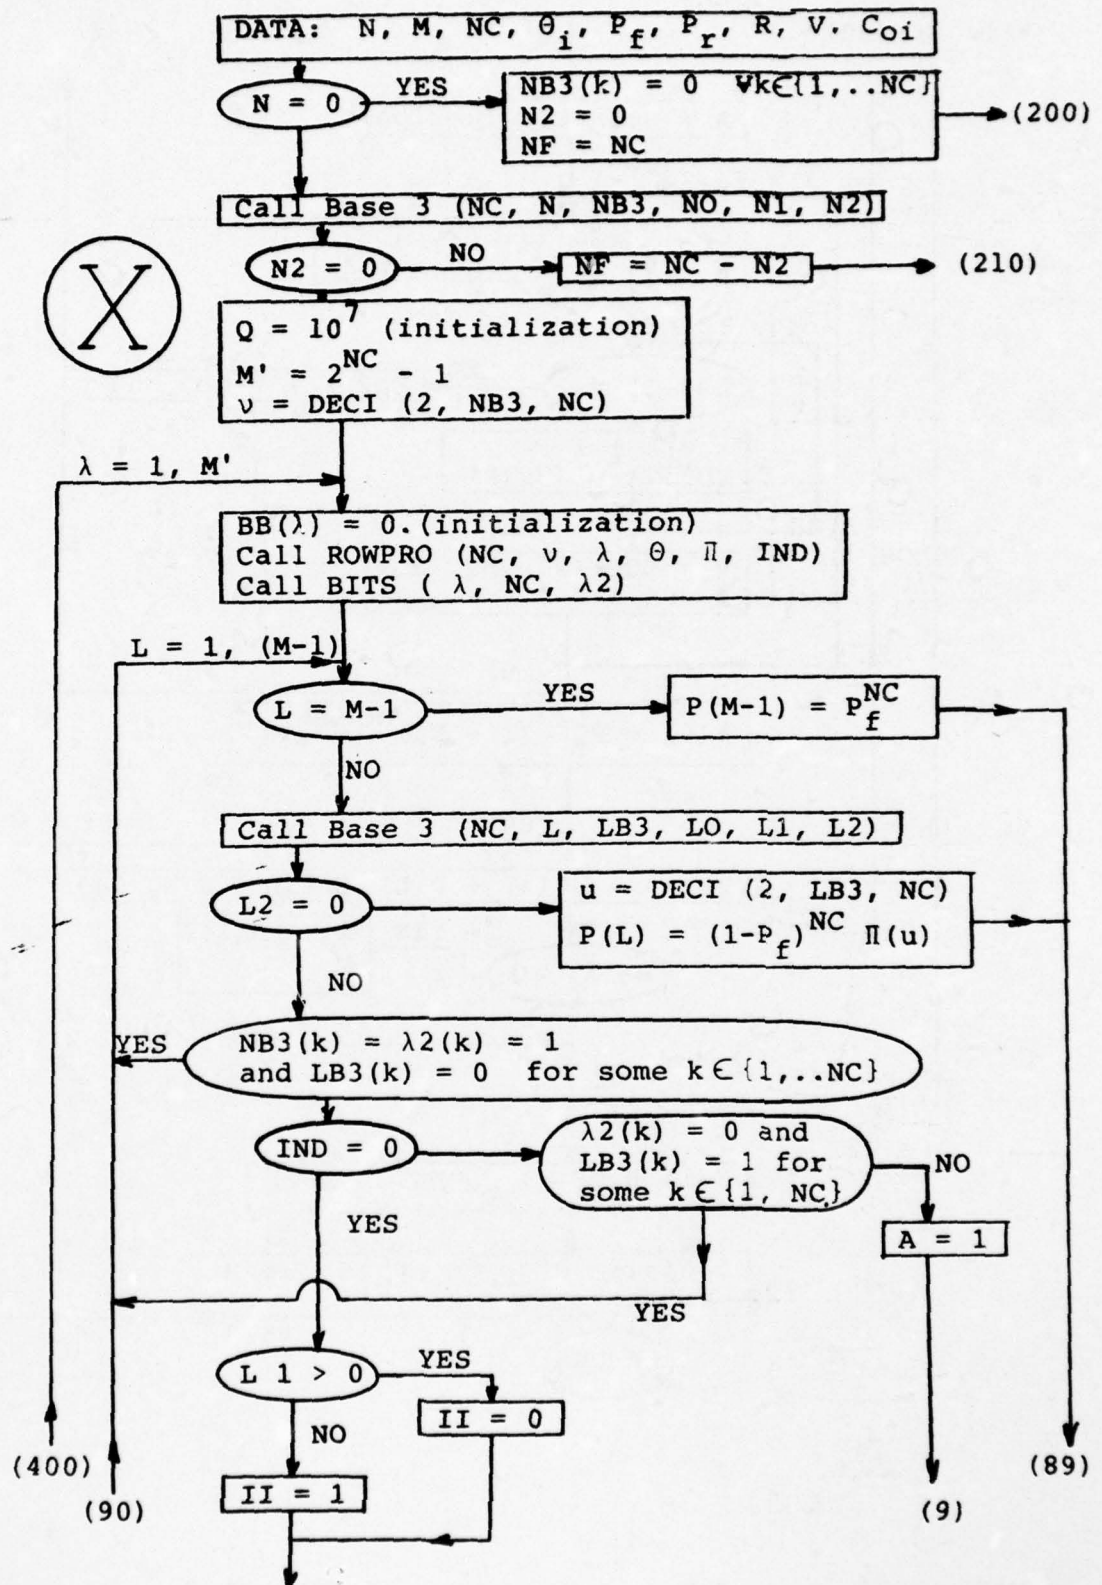 DATA: N, M, NC, θi, Pf, Pr, R, V. Coi
N = 0
YES
NB3(k) = 0 ∀k∈{1,..NC}
N2 = 0
NF = NC
(200)
Call Base 3 (NC, N, NB3, NO, N1, N2)
X
N2 = 0
NO
NF = NC - N2
(210)
Q = 10^7 (initialization)
M' = 2^NC - 1
ν = DECI (2, NB3, NC)
λ = 1, M'
BB(λ) = 0. (initialization)
Call ROWPRO (NC, ν, λ, θ, Π, IND)
Call BITS ( λ, NC, λ2)
L = 1, (M-1)
L = M-1
YES
P(M-1) = P_f^NC
NO
Call Base 3 (NC, L, LB3, LO, L1, L2)
L2 = 0
u = DECI (2, LB3, NC)
P(L) = (1-P_f)^NC Π(u)
NO
YES
NB3(k) = λ2(k) = 1
and LB3(k) = 0 for some k∈{1,..NC}
IND = 0
λ2(k) = 0 and
LB3(k) = 1 for
some k∈{1, NC}
NO
YES
A = 1
YES
L 1 > 0
YES
II = 0
NO
II = 1
(400)
(90)
(9)
(89)